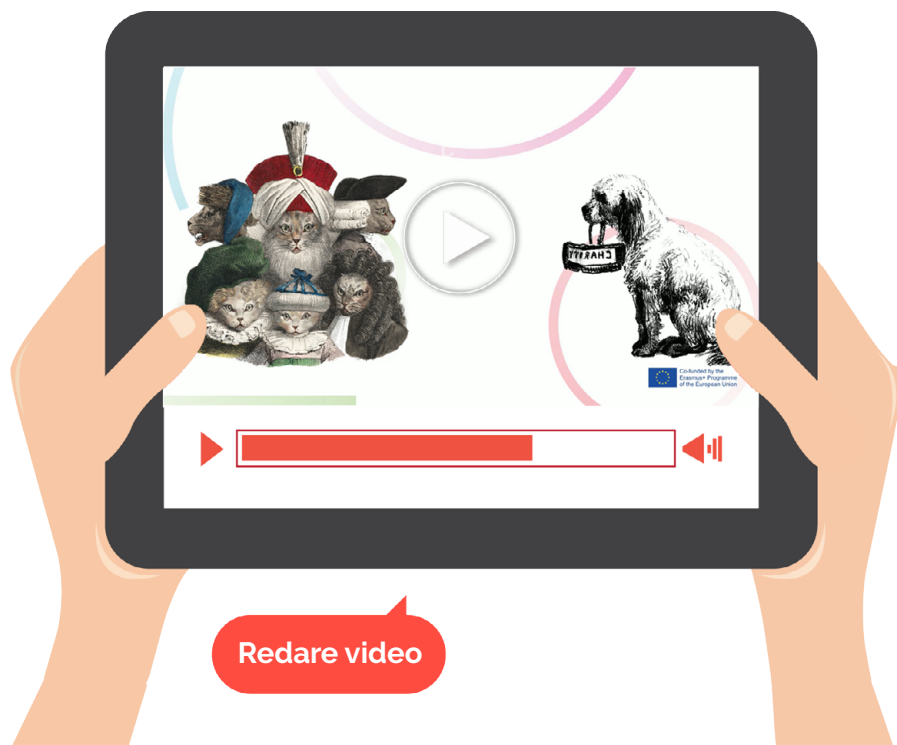 CHARITY
Co-funded by the
Erasmus+ Programme
of the European Union
Redare video